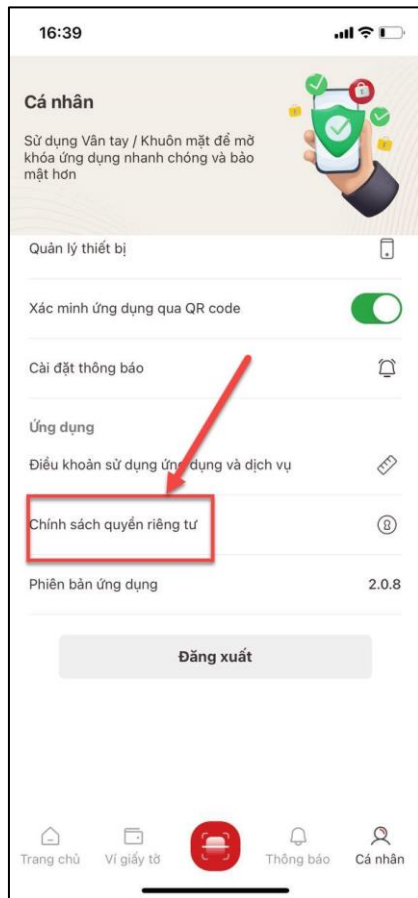 16:39
Cá nhân
Sử dụng Vân tay / Khuôn mặt để mở
khóa ứng dụng nhanh chóng và bảo
mật hơn
Quản lý thiết bị
Xác minh ứng dụng qua QR code
Cài đặt thông báo
Ứng dụng
Điều khoản sử dụng ứng dụng và dịch vụ
Chính sách quyền riêng tư
Phiên bản ứng dụng 2.0.8
Đăng xuất
Trang chủ Ví giấy tờ Thông báo Cá nhân